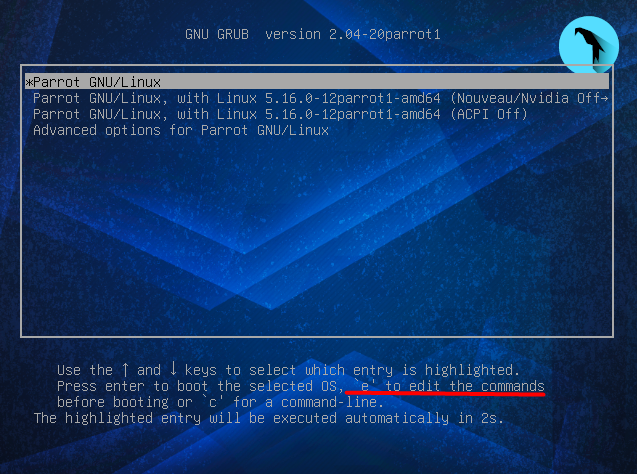 GNU GRUB  version 2.04-20parrot1
*Parrot GNU/Linux
Parrot GNU/Linux, with Linux 5.16.0-12parrot1-amd64 (Nouveau/Nvidia Off→
Parrot GNU/Linux, with Linux 5.16.0-12parrot1-amd64 (ACPI Off)
Advanced options for Parrot GNU/Linux
Use the ↑ and ↓ keys to select which entry is highlighted.
Press enter to boot the selected OS, `e' to edit the commands
before booting or `c' for a command-line.
The highlighted entry will be executed automatically in 2s.